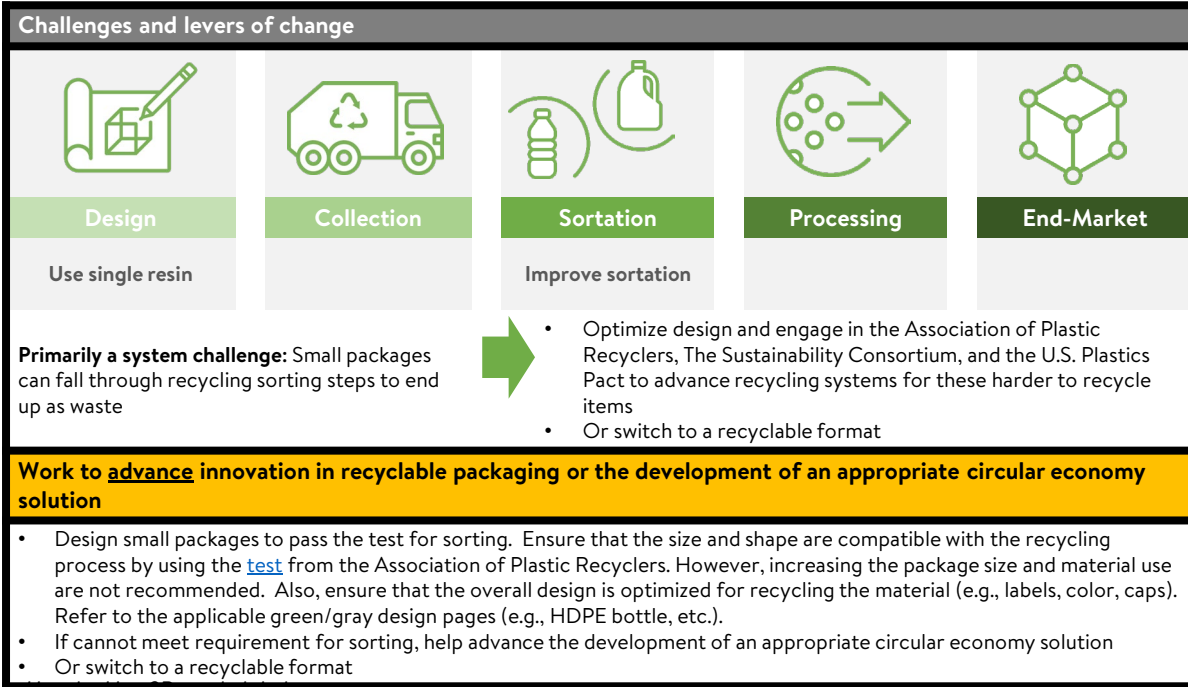 Challenges and levers of change
Design
Collection
Sortation
Processing
End-Market
Use single resin
Improve sortation
Primarily a system challenge: Small packages
can fall through recycling sorting steps to end
up as waste
• Optimize design and engage in the Association of Plastic
Recyclers, The Sustainability Consortium, and the U.S. Plastics
Pact to advance recycling systems for these harder to recycle
items
• Or switch to a recyclable format
Work to advance innovation in recyclable packaging or the development of an appropriate circular economy
solution
• Design small packages to pass the test for sorting. Ensure that the size and shape are compatible with the recycling
process by using the test from the Association of Plastic Recyclers. However, increasing the package size and material use
are not recommended. Also, ensure that the overall design is optimized for recycling the material (e.g., labels, color, caps).
Refer to the applicable green/gray design pages (e.g., HDPE bottle, etc.).
• If cannot meet requirement for sorting, help advance the development of an appropriate circular economy solution
• Or switch to a recyclable format